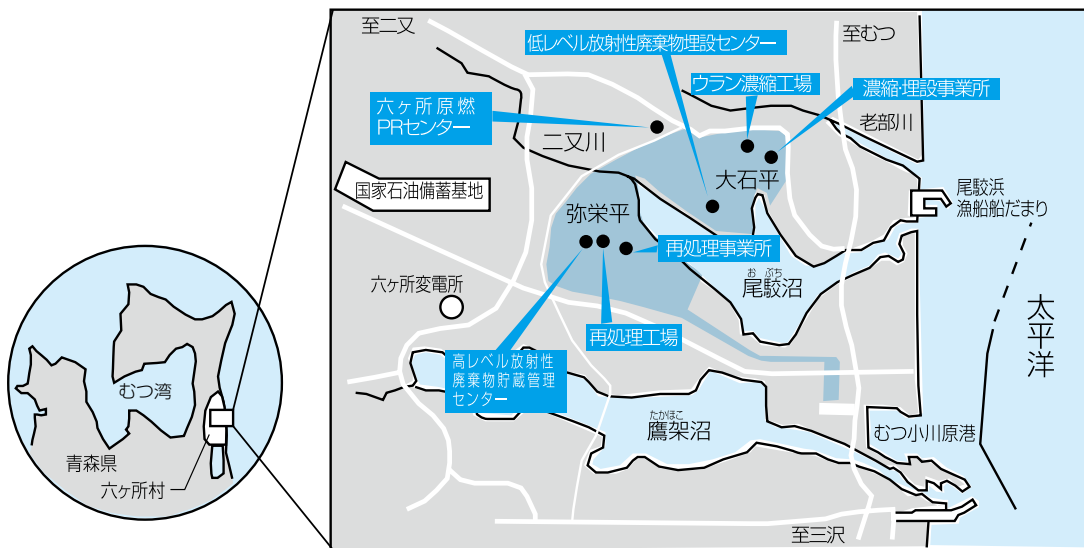 至二又
低レベル放射性廃棄物埋設センター
至むつ
ウラン濃縮工場
濃縮・埋設事業所
六ヶ所原燃
PRセンター
二又川
老部川
国家石油備蓄基地
大石平
尾駮浜
漁船船だまり
弥栄平
再処理事業所
おぶち
尾駮沼
六ヶ所変電所
太平洋
再処理工場
高レベル放射性
廃棄物貯蔵管理
センター
むつ湾
たかほこ
鷹架沼
むつ小川原港
青森県
六ヶ所村
至三沢